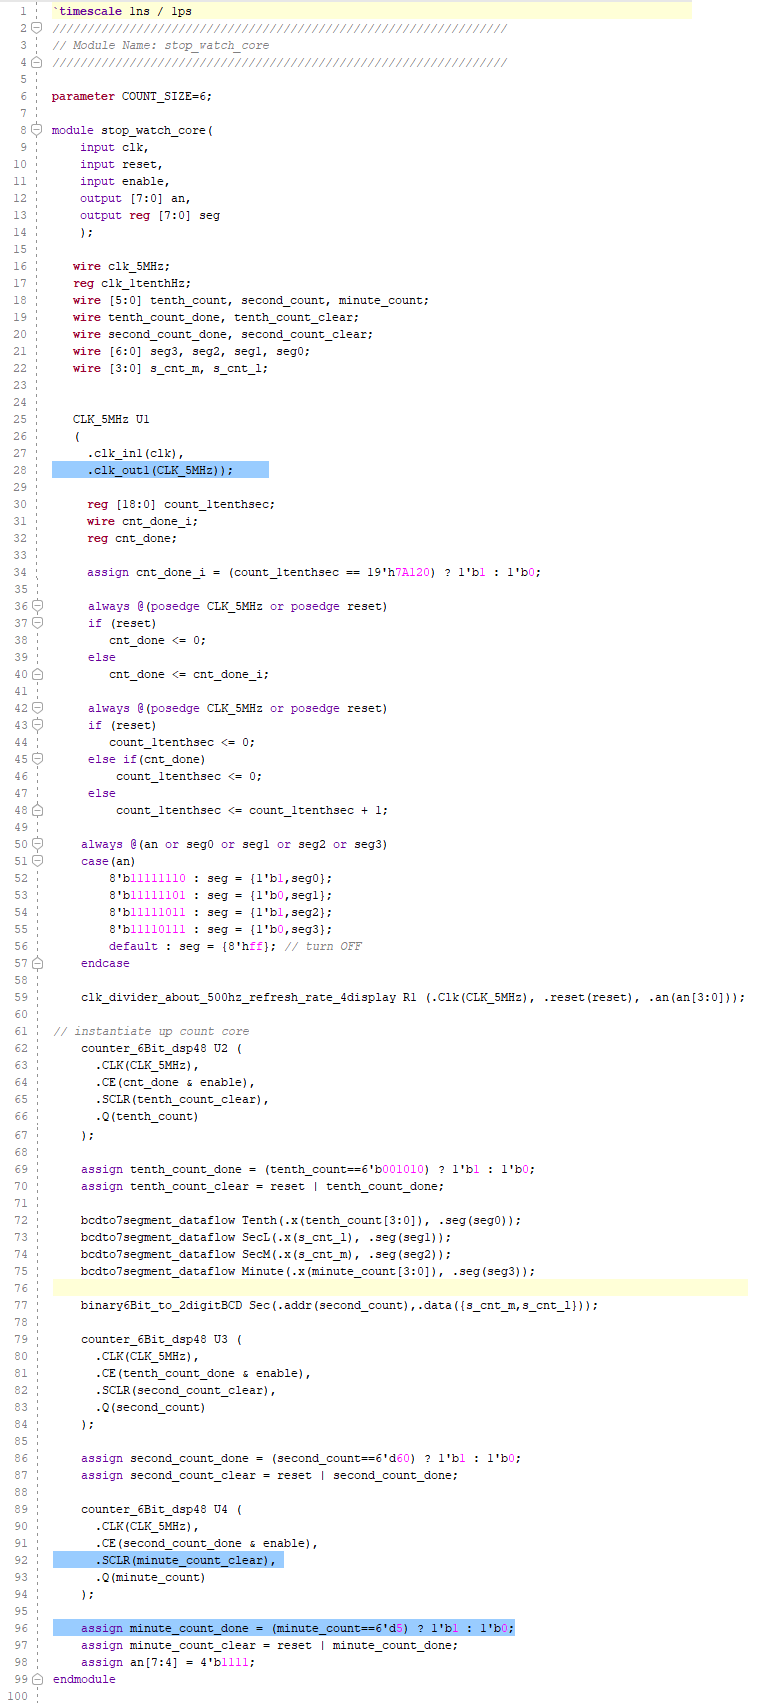 1 `timescale 1ns / 1ps
2 /////////////////////////////////////////////////////////////////
3 // Module Name: stop_watch_core
4 /////////////////////////////////////////////////////////////////
5
6 parameter COUNT_SIZE=6;
7
8 module stop_watch_core(
9 input clk,
10 input reset,
11 input enable,
12 output [7:0] an,
13 output reg [7:0] seg
14 );
15
16 wire clk_5MHz;
17 reg clk_1tenthHz;
18 wire [5:0] tenth_count, second_count, minute_count;
19 wire tenth_count_done, tenth_count_clear;
20 wire second_count_done, second_count_clear;
21 wire [6:0] seg3, seg2, seg1, seg0;
22 wire [3:0] s_cnt_m, s_cnt_l;
23
24
25 CLK_5MHz U1
26 (
27 .clk_in1(clk),
28 .clk_out1(CLK_5MHz));
29
30 reg [18:0] count_1tenthsec;
31 wire cnt_done_i;
32 reg cnt_done;
33
34 assign cnt_done_i = (count_1tenthsec == 19'h7A120) ? 1'b1 : 1'b0;
35
36 always @(posedge CLK_5MHz or posedge reset)
37 if (reset)
38 cnt_done <= 0;
39 else
40 cnt_done <= cnt_done_i;
41
42 always @(posedge CLK_5MHz or posedge reset)
43 if (reset)
44 count_1tenthsec <= 0;
45 else if(cnt_done)
46 count_1tenthsec <= 0;
47 else
48 count_1tenthsec <= count_1tenthsec + 1;
49
50 always @(an or seg0 or seg1 or seg2 or seg3)
51 case(an)
52 8'b11111110 : seg = {1'b1,seg0};
53 8'b11111101 : seg = {1'b0,seg1};
54 8'b11111011 : seg = {1'b1,seg2};
55 8'b11110111 : seg = {1'b0,seg3};
56 default : seg = {8'hff}; // turn OFF
57 endcase
58
59 clk_divider_about_500hz_refresh_rate_4display R1 (.Clk(CLK_5MHz), .reset(reset), .an(an[3:0]));
60
61 // instantiate up count core
62 counter_6Bit_dsp48 U2 (
63 .CLK(CLK_5MHz),
64 .CE(cnt_done & enable),
65 .SCLR(tenth_count_clear),
66 .Q(tenth_count)
67 );
68
69 assign tenth_count_done = (tenth_count==6'b001010) ? 1'b1 : 1'b0;
70 assign tenth_count_clear = reset | tenth_count_done;
71
72 bcdto7segment_dataflow Tenth(.x(tenth_count[3:0]), .seg(seg0));
73 bcdto7segment_dataflow SecL(.x(s_cnt_l), .seg(seg1));
74 bcdto7segment_dataflow SecM(.x(s_cnt_m), .seg(seg2));
75 bcdto7segment_dataflow Minute(.x(minute_count[3:0]), .seg(seg3));
76
77 binary6Bit_to_2digitBCD Sec(.addr(second_count),.data({s_cnt_m,s_cnt_l}));
78
79 counter_6Bit_dsp48 U3 (
80 .CLK(CLK_5MHz),
81 .CE(tenth_count_done & enable),
82 .SCLR(second_count_clear),
83 .Q(second_count)
84 );
85
86 assign second_count_done = (second_count==6'd60) ? 1'b1 : 1'b0;
87 assign second_count_clear = reset | second_count_done;
88
89 counter_6Bit_dsp48 U4 (
90 .CLK(CLK_5MHz),
91 .CE(second_count_done & enable),
92 .SCLR(minute_count_clear),
93 .Q(minute_count)
94 );
95
96 assign minute_count_done = (minute_count==6'd5) ? 1'b1 : 1'b0;
97 assign minute_count_clear = reset | minute_count_done;
98 assign an[7:4] = 4'b1111;
99 endmodule
100